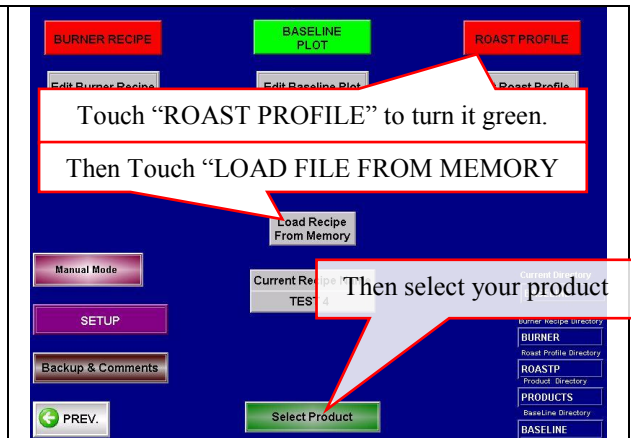 BURNER RECIPE
BASELINE
PLOT
ROAST PROFILE
Edit Burner Recipe
Edit Baseline Plot
Roast Profile
Touch “ROAST PROFILE” to turn it green.
Then Touch “LOAD FILE FROM MEMORY
Load Recipe
From Memory
Manual Mode
Current Recipe
TEST 4
Then select your product
Current Directory
SETUP
Burner Recipe Directory
BURNER
Roast Profile Directory
ROASTP
Backup & Comments
Product Directory
PRODUCTS
PREV.
Select Product
BaseLine Directory
BASELINE